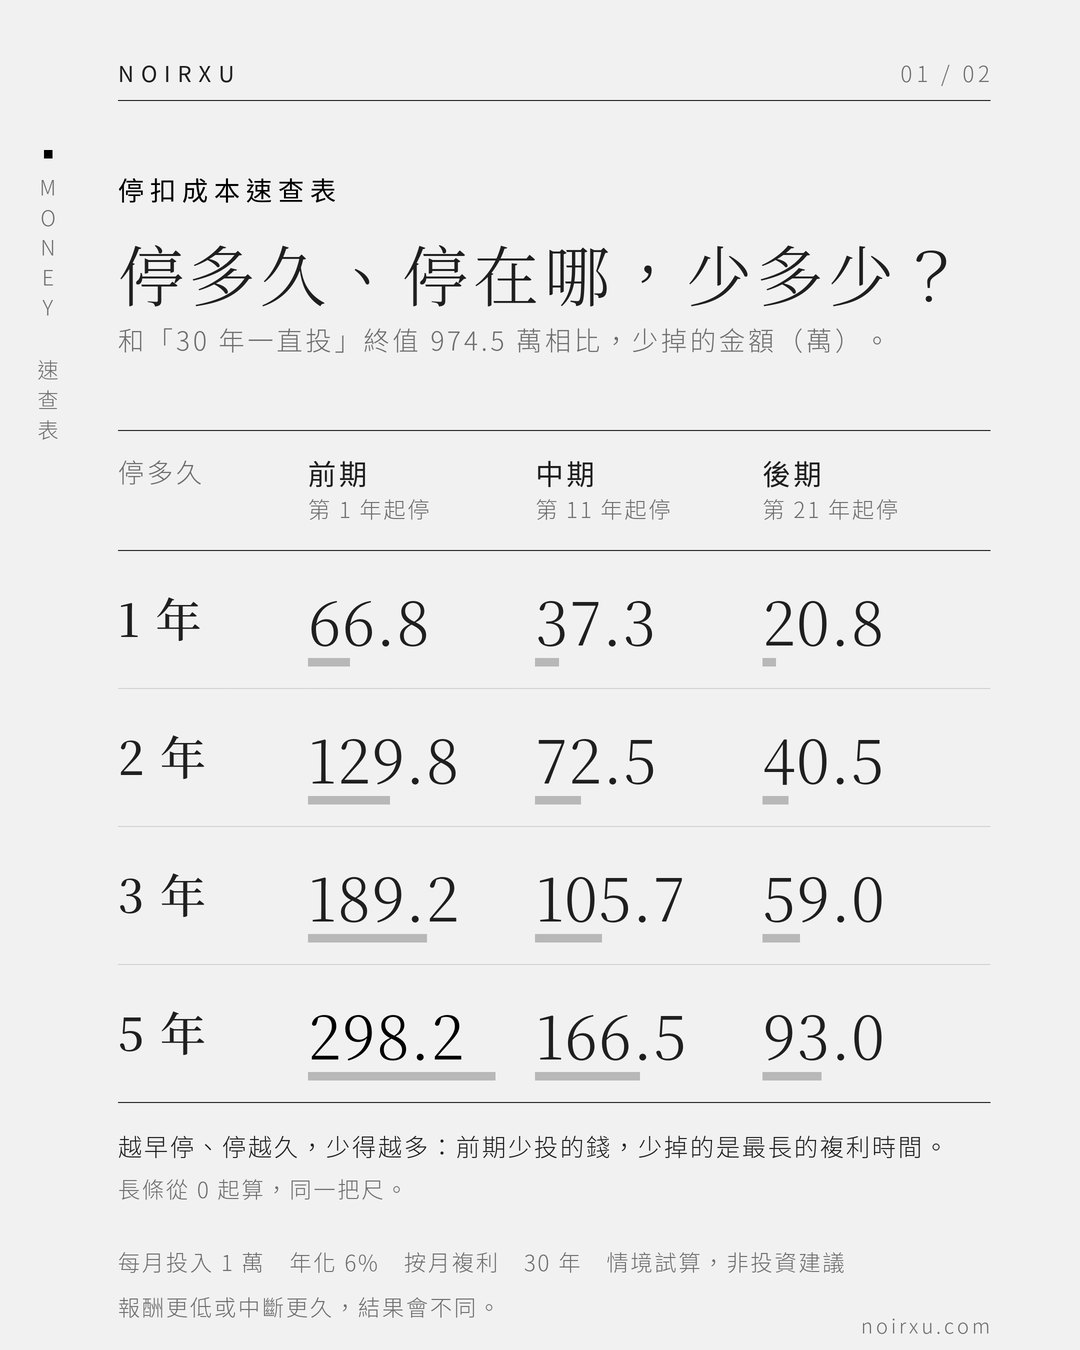 NOIRXU
01 / 02
■ MONEY 速查表
停扣成本速查表
停多久、停在哪，少多少？
和「30 年一直投」終值 974.5 萬相比，少掉的金額（萬）。
停多久 前期 中期 後期
第 1 年起停 第 11 年起停 第 21 年起停
1 年 66.8 37.3 20.8
2 年 129.8 72.5 40.5
3 年 189.2 105.7 59.0
5 年 298.2 166.5 93.0
越早停、停越久，少得越多：前期少投的錢，少掉的是最長的複利時間。
長條從 0 起算，同一把尺。
每月投入 1 萬 年化 6% 按月複利 30 年 情境試算，非投資建議
報酬更低或中斷更久，結果會不同。
noirxu.com